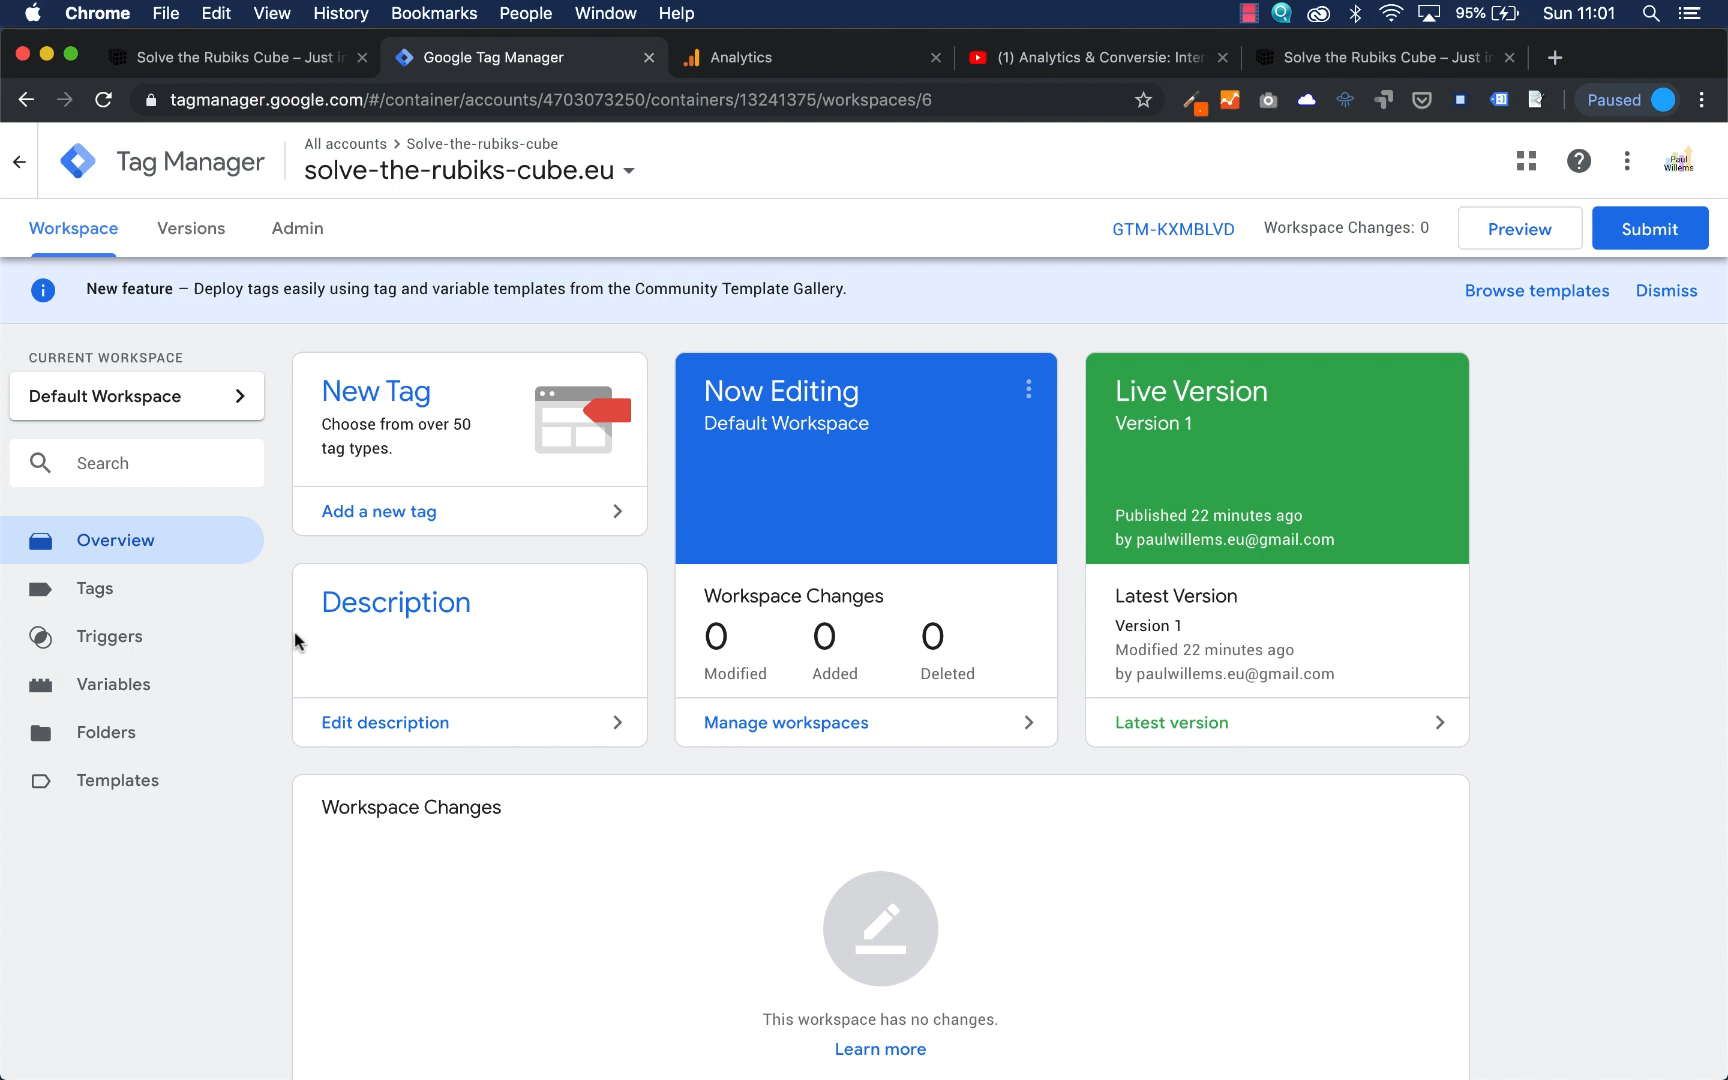 Chrome File Edit View History Bookmarks People Window Help 95% Sun 11:01
Solve the Rubiks Cube – Just in
Google Tag Manager
Analytics
(1) Analytics & Conversie: Inter
Solve the Rubiks Cube – Just in
tagmanager.google.com/#/container/accounts/4703073250/containers/13241375/workspaces/6
Paused
Tag Manager
All accounts > Solve-the-rubiks-cube
solve-the-rubiks-cube.eu
Paul
Willems
Workspace Versions Admin
GTM-KXMBLVD Workspace Changes: 0 Preview Submit
New feature – Deploy tags easily using tag and variable templates from the Community Template Gallery.
Browse templates Dismiss
CURRENT WORKSPACE
Default Workspace
Search
Overview
Tags
Triggers
Variables
Folders
Templates
New Tag
Choose from over 50
tag types.
Add a new tag
Description
Edit description
Now Editing
Default Workspace
Workspace Changes
0 0 0
Modified Added Deleted
Manage workspaces
Live Version
Version 1
Published 22 minutes ago
by paulwillems.eu@gmail.com
Latest Version
Version 1
Modified 22 minutes ago
by paulwillems.eu@gmail.com
Latest version
Workspace Changes
This workspace has no changes.
Learn more